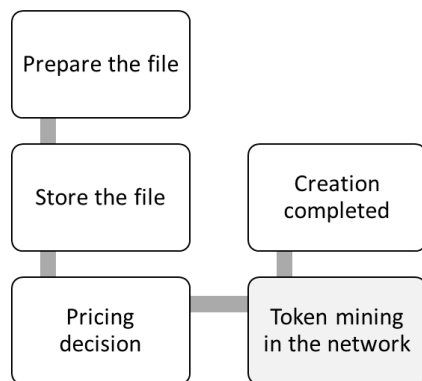 Prepare the file
Store the file
Pricing
decision
Token mining
in the network
Creation
completed